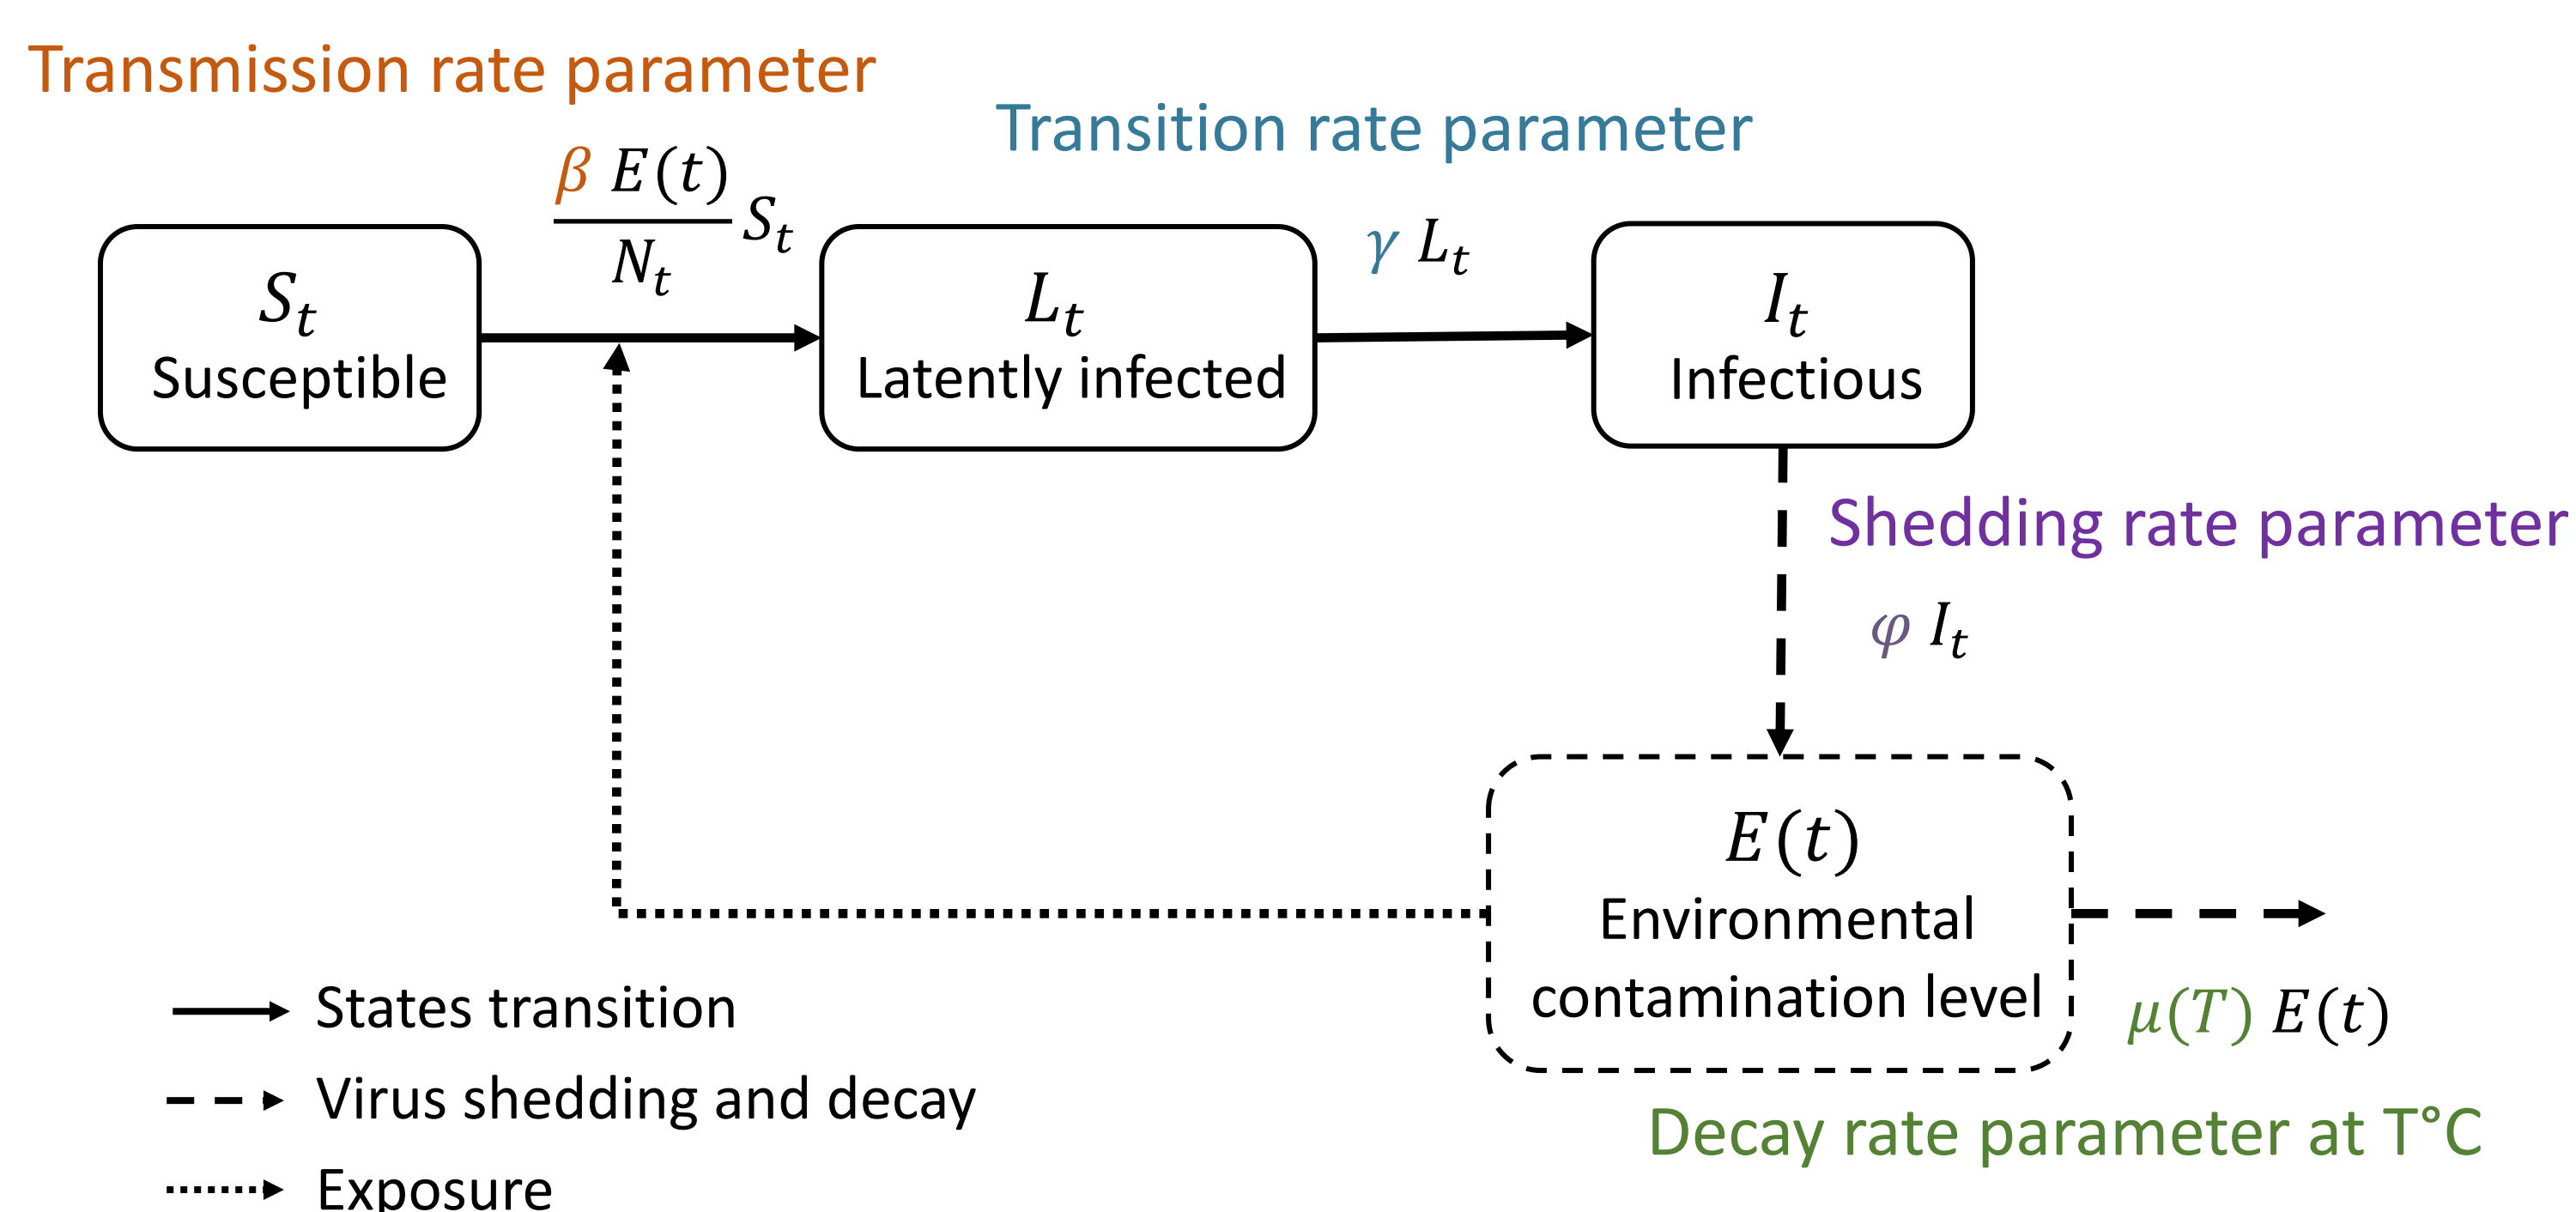 Transmission rate parameter
Transition rate parameter
β E(t)
N_t
S_t
γ L_t
S_t
Susceptible
L_t
Latently infected
I_t
Infectious
Shedding rate parameter
φ I_t
E(t)
Environmental
contamination level
μ(T) E(t)
Decay rate parameter at T°C
States transition
Virus shedding and decay
Exposure